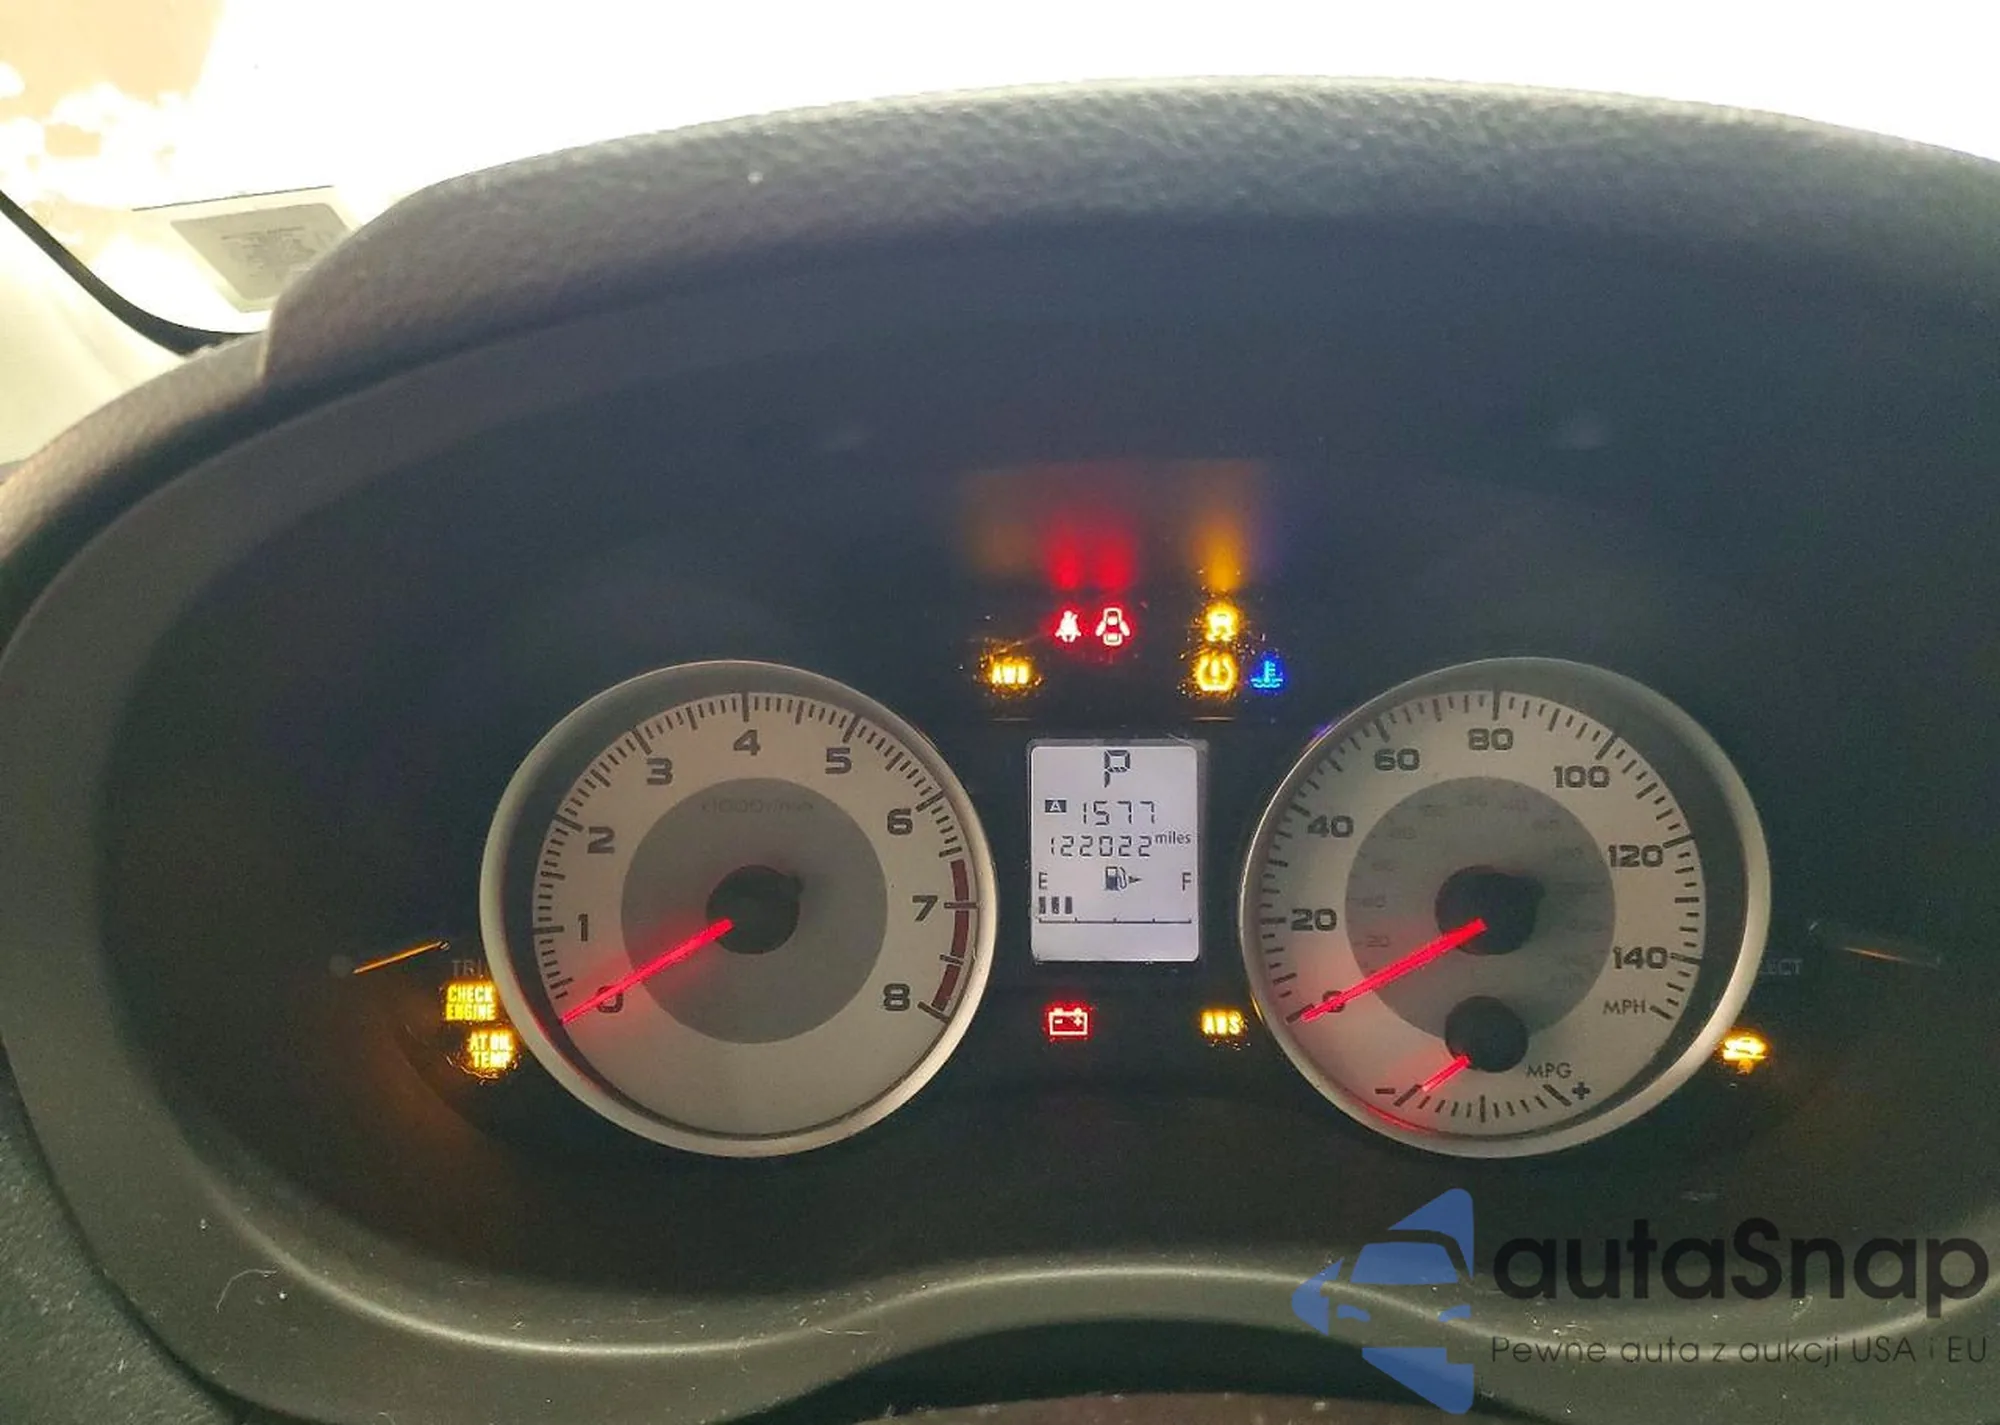 AWD
P
A 1577
122022 miles
E F
0 1 2 3 4 5 6 7 8
0 20 40 60 80 100 120 140
MPH
MPG
- +
CHECK
ENGINE
AT OIL
TEMP
autaSnap
Pewne auta z aukcji USA i EU